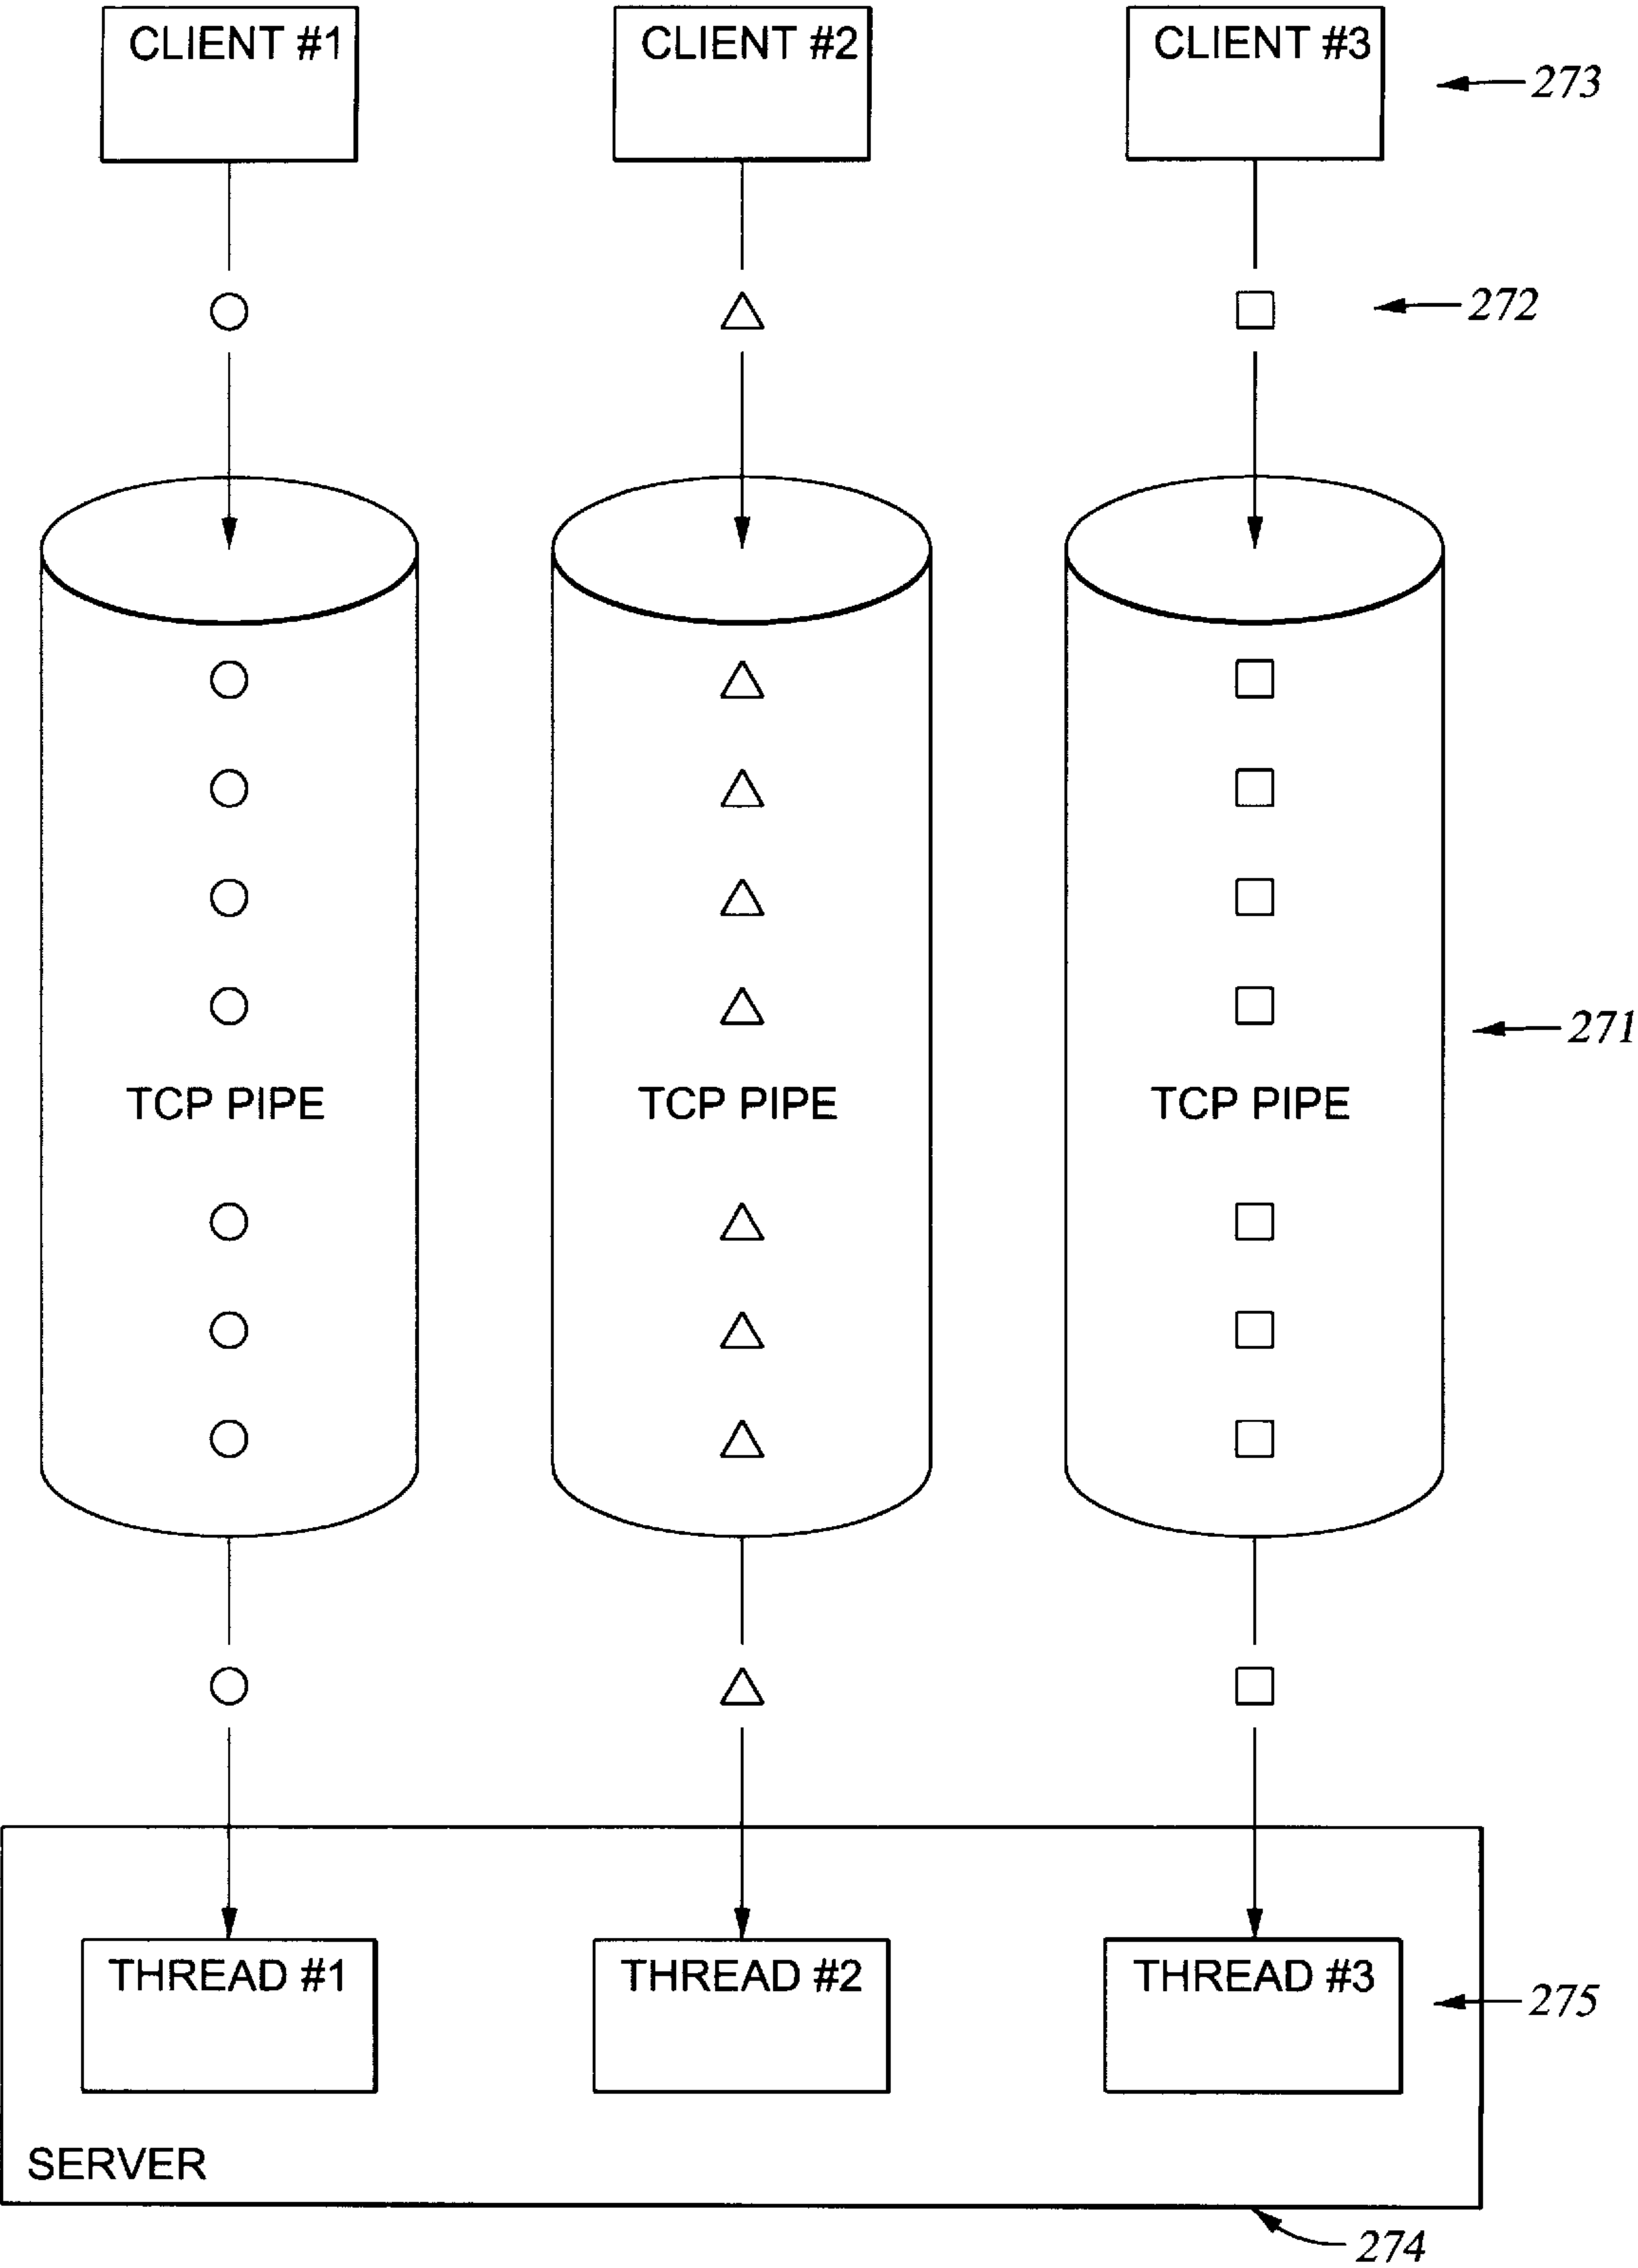 CLIENT #1
CLIENT #2
CLIENT #3
273
272
271
TCP PIPE
TCP PIPE
TCP PIPE
THREAD #1
THREAD #2
THREAD #3
275
SERVER
274